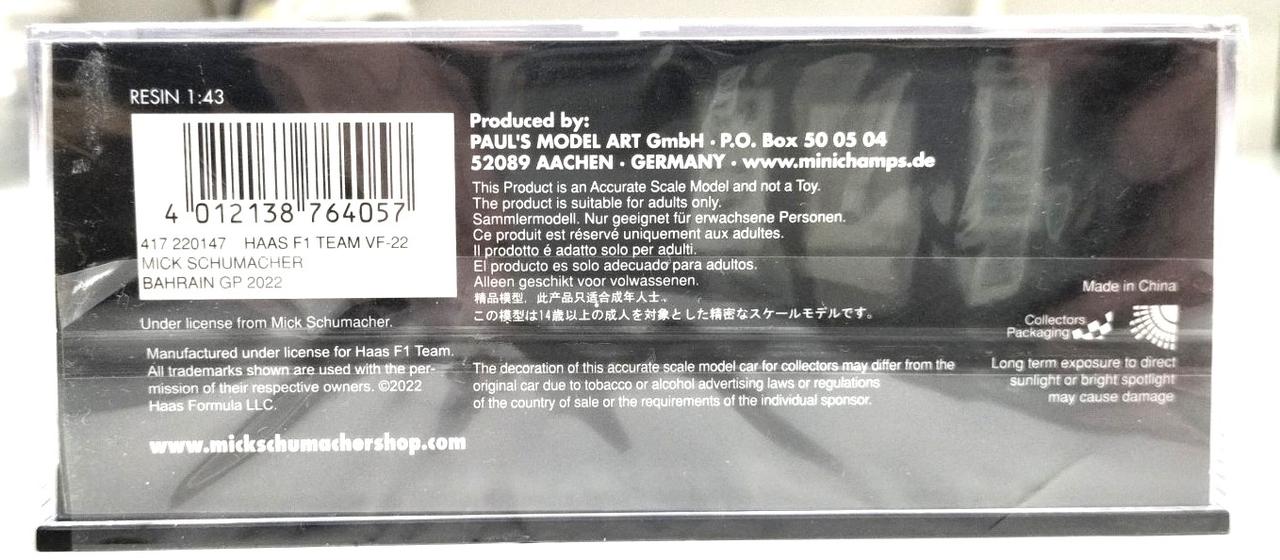 RESIN 1:43
4 012138 764057
417 220147 HAAS F1 TEAM VF-22
MICK SCHUMACHER
BAHRAIN GP 2022
Under license from Mick Schumacher.
Manufactured under license for Haas F1 Team.
All trademarks shown are used with the per-
mission of their respective owners. ©2022
Haas Formula LLC.
www.mickschumachershop.com
Produced by:
PAUL'S MODEL ART GmbH · P.O. Box 50 05 04
52089 AACHEN · GERMANY · www.minichamps.de
This Product is an Accurate Scale Model and not a Toy.
The product is suitable for adults only.
Sammlermodell. Nur geeignet für erwachsene Personen.
Ce produit est réservé uniquement aux adultes.
Il prodotto é adatto solo per adulti.
El producto es solo adecuado para adultos.
Alleen geschikt voor volwassenen.
精品模型，此产品只适合成年人士。
この模型は14歳以上の成人を対象とした精密なスケールモデルです。
The decoration of this accurate scale model car for collectors may differ from the
original car due to tobacco or alcohol advertising laws or regulations
of the country of sale or the requirements of the individual sponsor.
Made in China
Collectors
Packaging
Long term exposure to direct
sunlight or bright spotlight
may cause damage